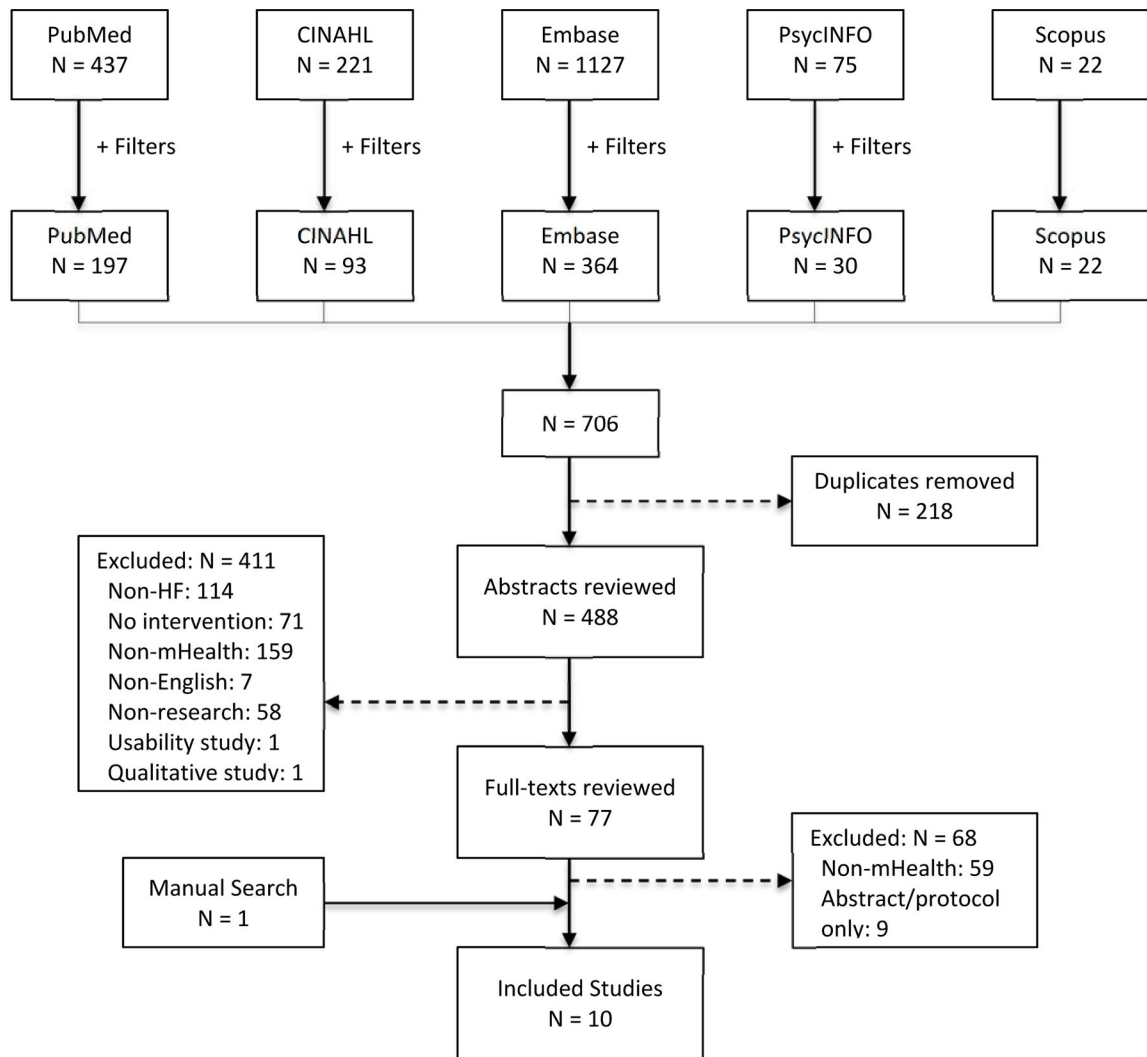 PubMed
N = 437
CINAHL
N = 221
Embase
N = 1127
PsycINFO
N = 75
Scopus
N = 22
+ Filters
+ Filters
+ Filters
+ Filters
PubMed
N = 197
CINAHL
N = 93
Embase
N = 364
PsycINFO
N = 30
Scopus
N = 22
N = 706
Duplicates removed
N = 218
Abstracts reviewed
N = 488
Excluded: N = 411
Non-HF: 114
No intervention: 71
Non-mHealth: 159
Non-English: 7
Non-research: 58
Usability study: 1
Qualitative study: 1
Full-texts reviewed
N = 77
Excluded: N = 68
Non-mHealth: 59
Abstract/protocol
only: 9
Manual Search
N = 1
Included Studies
N = 10